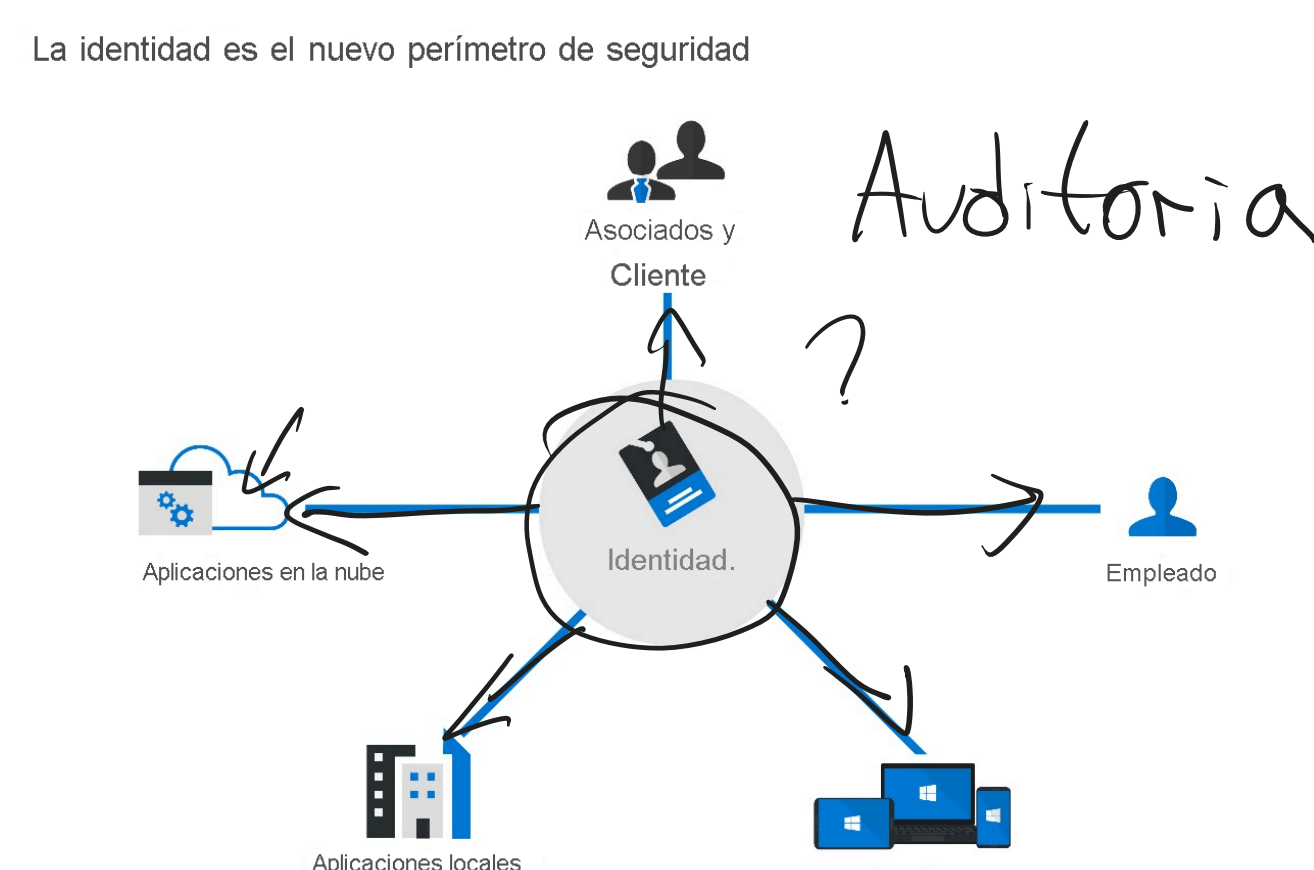 La identidad es el nuevo perímetro de seguridad
Auditoria
Asociados y
Cliente
?
Identidad.
Aplicaciones en la nube
Empleado
Aplicaciones locales